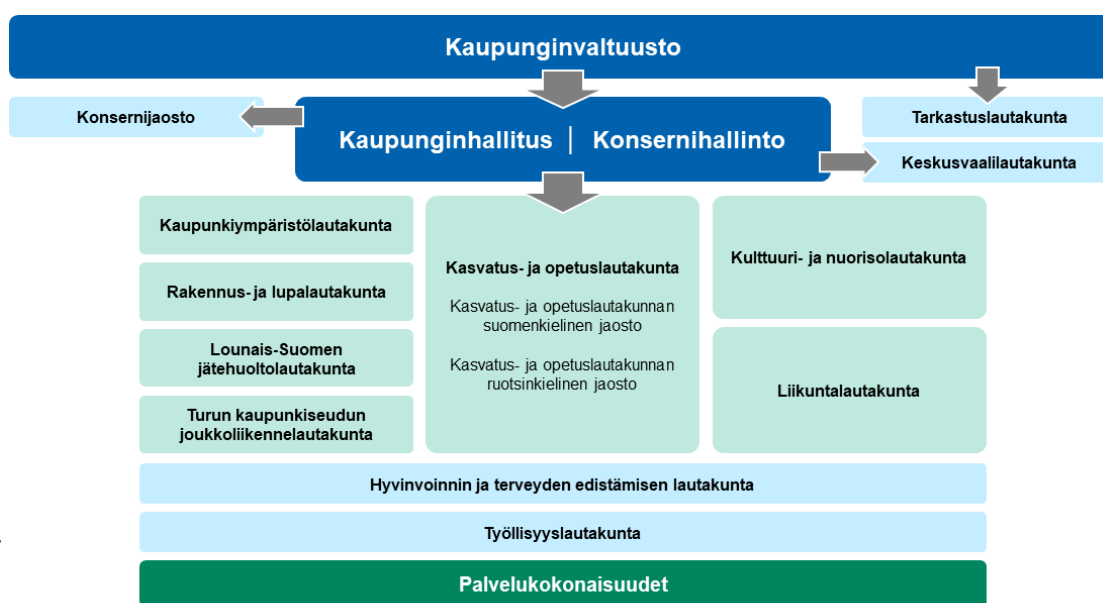 Kaupunginvaltuusto
Konsernijaosto
Kaupunginhallitus | Konsernihallinto
Tarkastuslautakunta
Keskusvaalilautakunta
Kaupunkiympäristölautakunta
Rakennus- ja lupalautakunta
Lounais-Suomen
jätehuoltolautakunta
Turun kaupunkiseudun
joukkoliikennelautakunta
Kasvatus- ja opetuslautakunta
Kasvatus- ja opetuslautakunnan
suomenkielinen jaosto
Kasvatus- ja opetuslautakunnan
ruotsinkielinen jaosto
Kulttuuri- ja nuorisolautakunta
Liikuntalautakunta
Hyvinvoinnin ja terveyden edistämisen lautakunta
Työllisyyslautakunta
Palvelukokonaisuudet